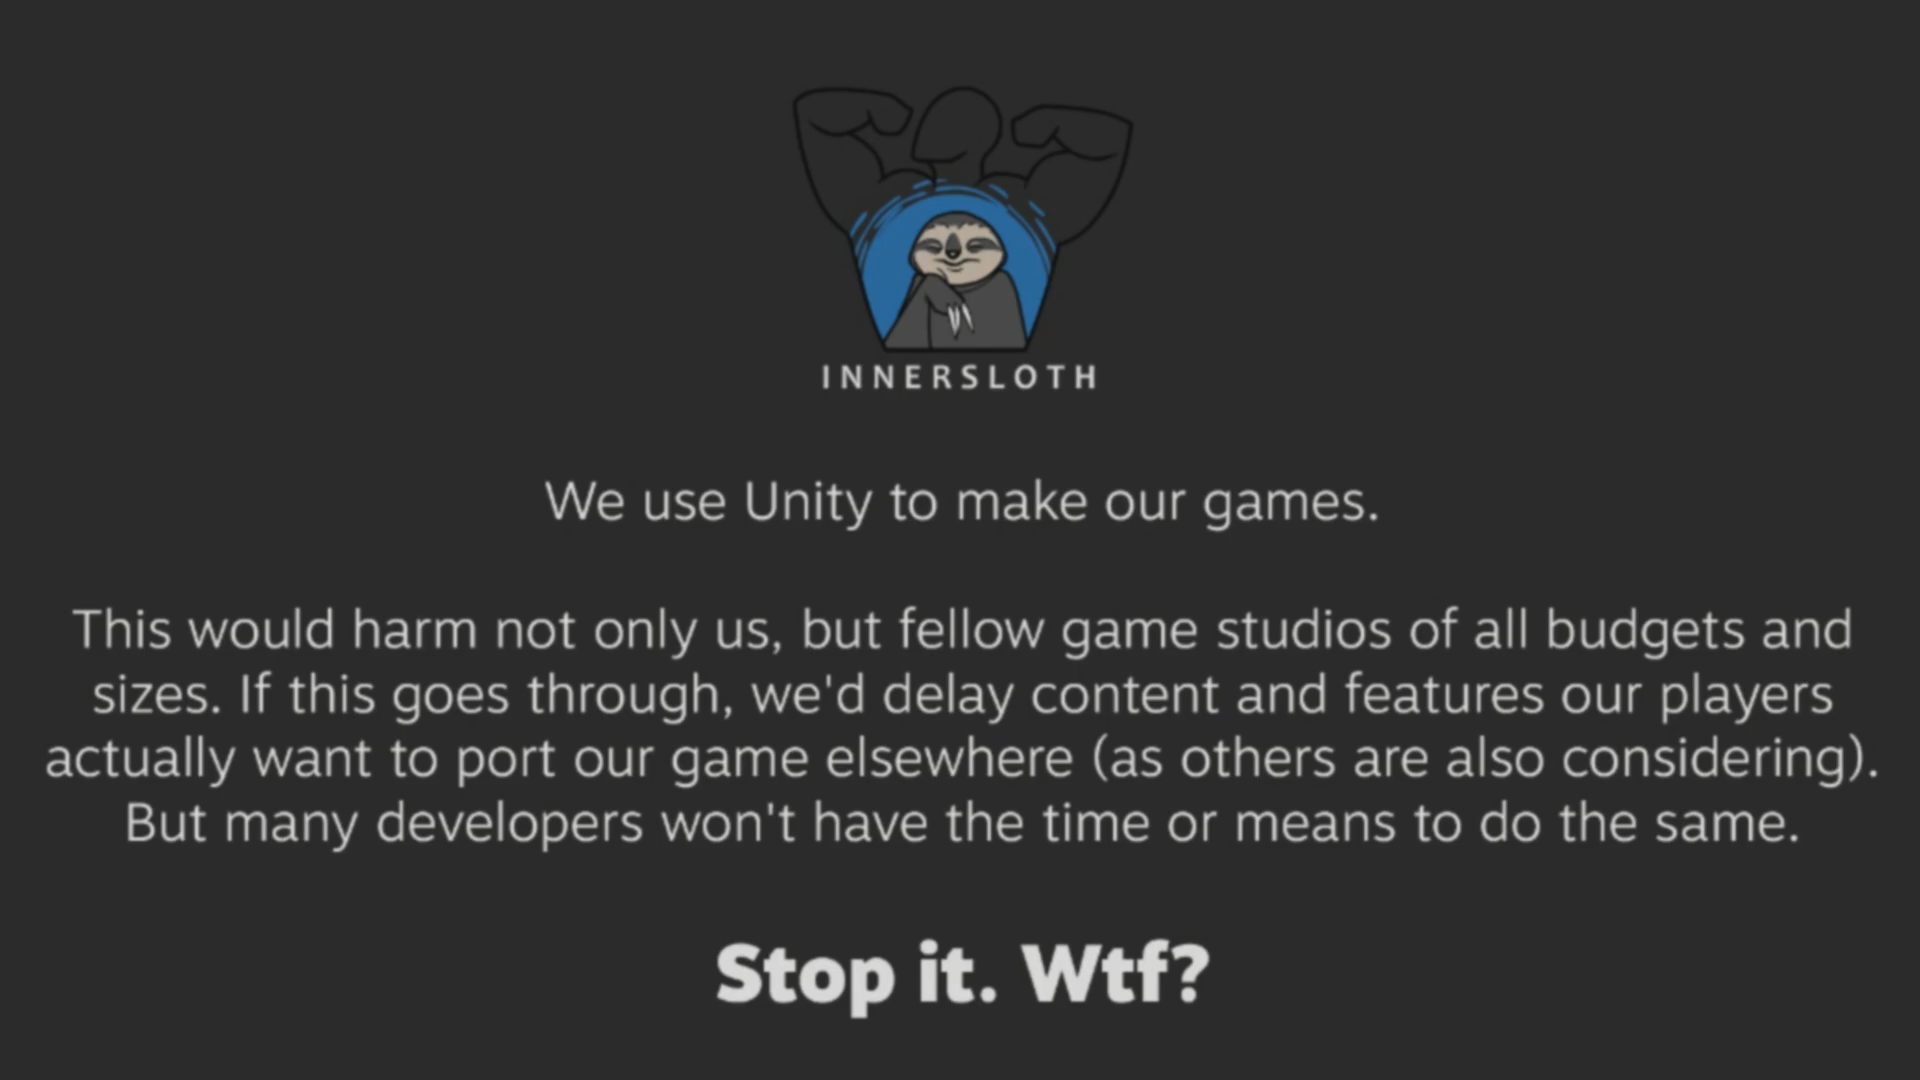 INNERSLOTH
We use Unity to make our games.
This would harm not only us, but fellow game studios of all budgets and
sizes. If this goes through, we'd delay content and features our players
actually want to port our game elsewhere (as others are also considering).
But many developers won't have the time or means to do the same.
Stop it. Wtf?